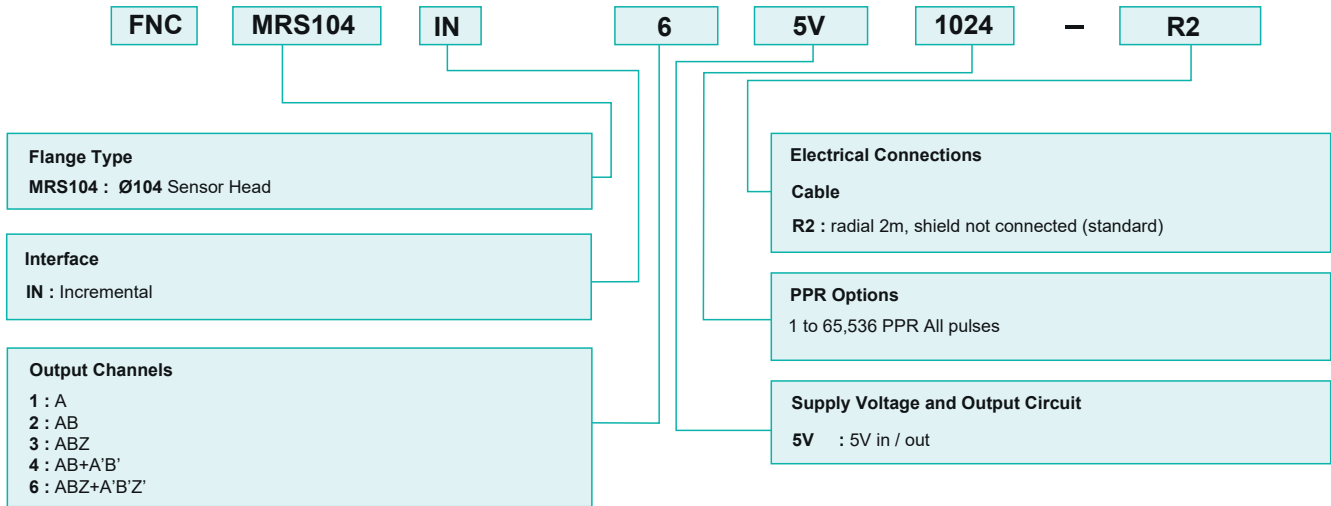 FNC MRS104 IN 6 5V 1024 – R2
Flange Type
MRS104 : Ø104 Sensor Head
Interface
IN : Incremental
Output Channels
1 : A
2 : AB
3 : ABZ
4 : AB+A’B’
6 : ABZ+A’B’Z’
Electrical Connections
Cable
R2 : radial 2m, shield not connected (standard)
PPR Options
1 to 65,536 PPR All pulses
Supply Voltage and Output Circuit
5V : 5V in / out